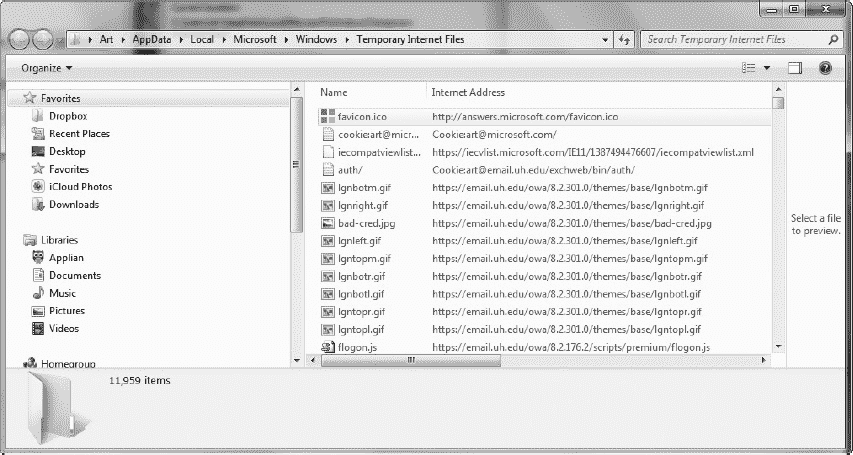 Art ▸ AppData ▸ Local ▸ Microsoft ▸ Windows ▸ Temporary Internet Files
Search Temporary Internet Files
Organize
Favorites
Dropbox
Recent Places
Desktop
Favorites
iCloud Photos
Downloads
Libraries
Applian
Documents
Music
Pictures
Videos
Homegroup
Name Internet Address
favicon.ico http://answers.microsoft.com/favicon.ico
cookie:art@micr... Cookie:art@microsoft.com/
iecompatviewlist... https://iecvlist.microsoft.com/IE11/1387494476607/iecompatviewlist.xml
auth/ Cookie:art@email.uh.edu/exchweb/bin/auth/
lgnbotm.gif https://email.uh.edu/owa/8.2.301.0/themes/base/lgnbotm.gif
lgnright.gif https://email.uh.edu/owa/8.2.301.0/themes/base/lgnright.gif
bad-cred.jpg https://email.uh.edu/owa/8.2.301.0/themes/base/bad-cred.jpg
lgnleft.gif https://email.uh.edu/owa/8.2.301.0/themes/base/lgnleft.gif
lgntopm.gif https://email.uh.edu/owa/8.2.301.0/themes/base/lgntopm.gif
lgnbotr.gif https://email.uh.edu/owa/8.2.301.0/themes/base/lgnbotr.gif
lgnbotl.gif https://email.uh.edu/owa/8.2.301.0/themes/base/lgnbotl.gif
lgntopr.gif https://email.uh.edu/owa/8.2.301.0/themes/base/lgntopr.gif
lgntopl.gif https://email.uh.edu/owa/8.2.301.0/themes/base/lgntopl.gif
flogon.js https://email.uh.edu/owa/8.2.176.2/scripts/premium/flogon.js
Select a file
to preview.
11,959 items